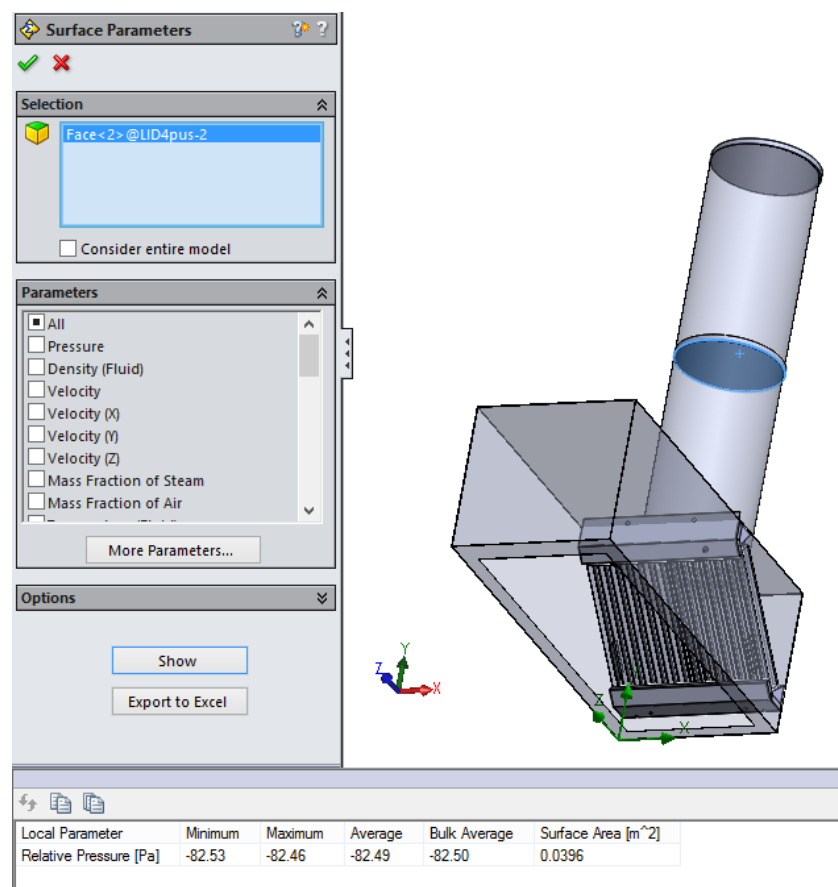 Surface Parameters
Selection
Face<2>@LID4pus-2
Consider entire model
Parameters
All
Pressure
Density (Fluid)
Velocity
Velocity (X)
Velocity (Y)
Velocity (Z)
Mass Fraction of Steam
Mass Fraction of Air
More Parameters...
Options
Show
Export to Excel
Y
Z
X
Y
Z
X
Local Parameter Minimum Maximum Average Bulk Average Surface Area [m^2]
Relative Pressure [Pa] -82.53 -82.46 -82.49 -82.50 0.0396